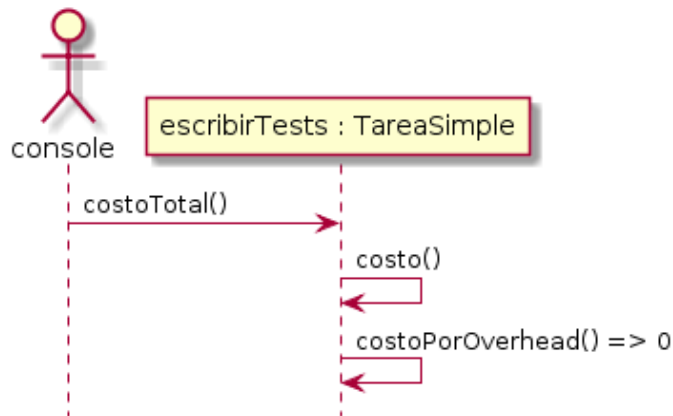 console
escribirTests : TareaSimple
costoTotal()
costo()
costoPorOverhead() => 0